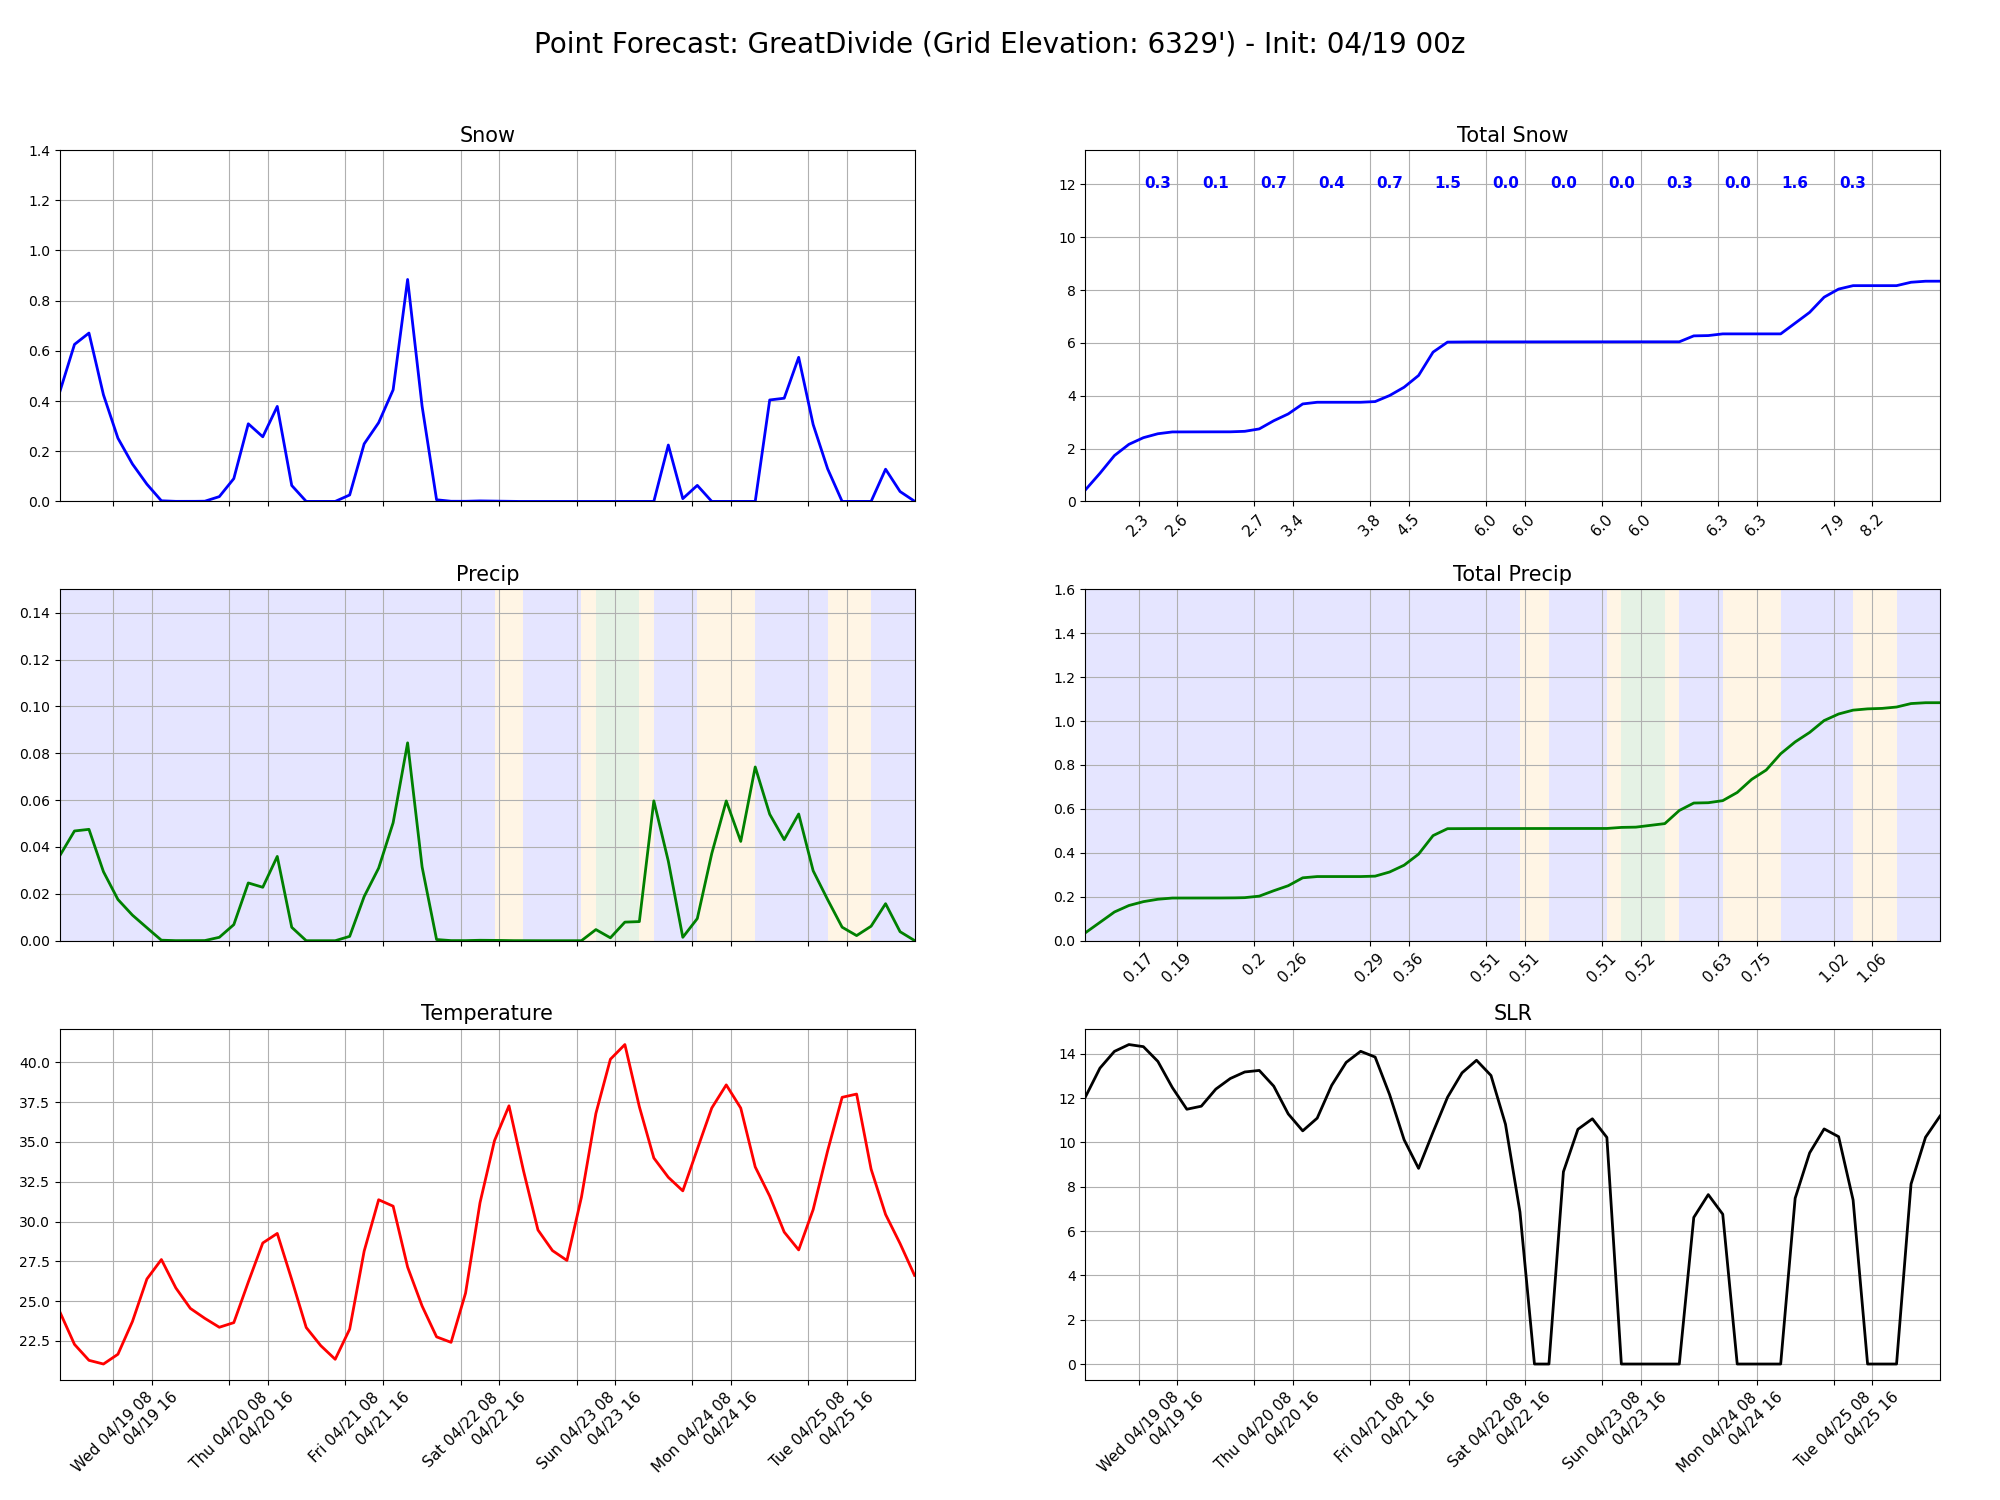 Point Forecast: GreatDivide (Grid Elevation: 6329') - Init: 04/19 00z
Snow
1.4
1.2
1.0
0.8
0.6
0.4
0.2
0.0
Total Snow
0.3 0.1 0.7 0.4 0.7 1.5 0.0 0.0 0.0 0.3 0.0 1.6 0.3
12
10
8
6
4
2
0
2.3 2.6 2.7 3.4 3.8 4.5 6.0 6.0 6.0 6.0 6.3 6.3 7.9 8.2
Precip
0.14
0.12
0.10
0.08
0.06
0.04
0.02
0.00
Total Precip
1.6
1.4
1.2
1.0
0.8
0.6
0.4
0.2
0.0
0.17 0.19 0.2 0.26 0.29 0.36 0.51 0.51 0.51 0.52 0.63 0.75 1.02 1.06
Temperature
40.0
37.5
35.0
32.5
30.0
27.5
25.0
22.5
Wed 04/19 08
04/19 16
Thu 04/20 08
04/20 16
Fri 04/21 08
04/21 16
Sat 04/22 08
04/22 16
Sun 04/23 08
04/23 16
Mon 04/24 08
04/24 16
Tue 04/25 08
04/25 16
SLR
14
12
10
8
6
4
2
0
Wed 04/19 08
04/19 16
Thu 04/20 08
04/20 16
Fri 04/21 08
04/21 16
Sat 04/22 08
04/22 16
Sun 04/23 08
04/23 16
Mon 04/24 08
04/24 16
Tue 04/25 08
04/25 16